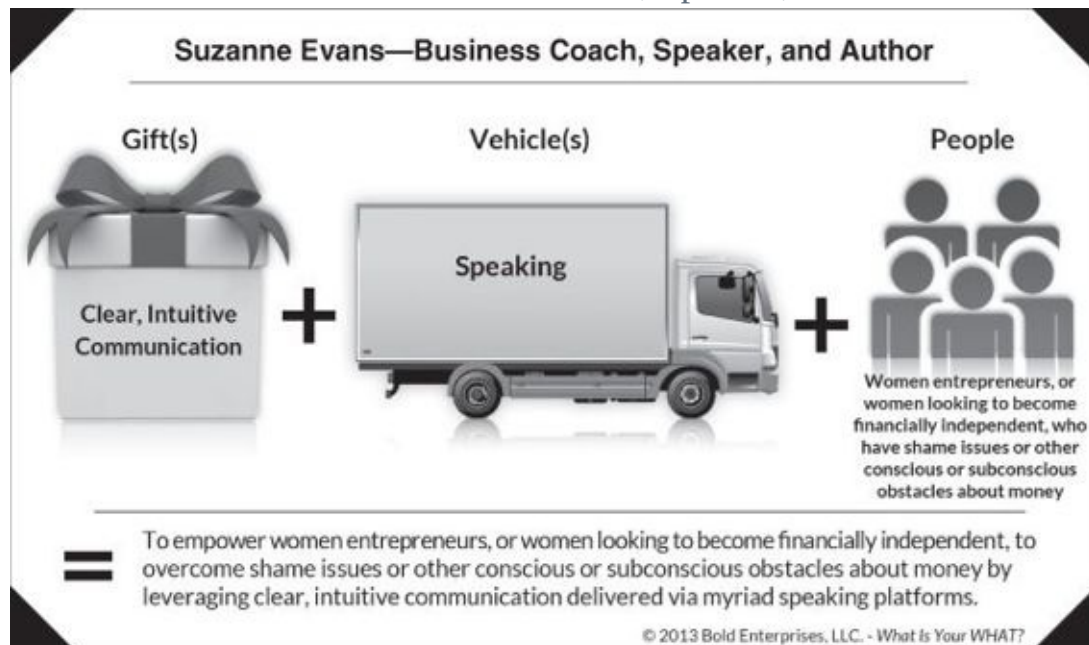 Suzanne Evans—Business Coach, Speaker, and Author
Gift(s)
Vehicle(s)
People
Clear, Intuitive
Communication
+
Speaking
+
Women entrepreneurs, or
women looking to become
financially independent, who
have shame issues or other
conscious or subconscious
obstacles about money
=
To empower women entrepreneurs, or women looking to become financially independent, to
overcome shame issues or other conscious or subconscious obstacles about money by
leveraging clear, intuitive communication delivered via myriad speaking platforms.
© 2013 Bold Enterprises, LLC. - What Is Your WHAT?